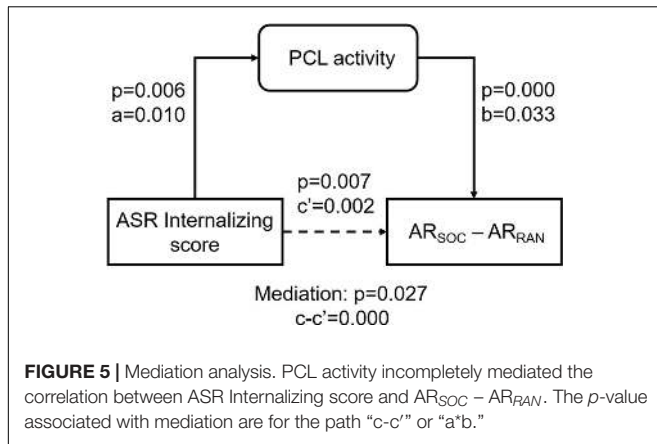 PCL activity
p=0.006
a=0.010
p=0.000
b=0.033
p=0.007
c'=0.002
ASR Internalizing
score
AR_SOC – AR_RAN
Mediation: p=0.027
c-c'=0.000
FIGURE 5 | Mediation analysis. PCL activity incompletely mediated the
correlation between ASR Internalizing score and AR_SOC – AR_RAN. The p-value
associated with mediation are for the path “c-c′” or “a*b.”